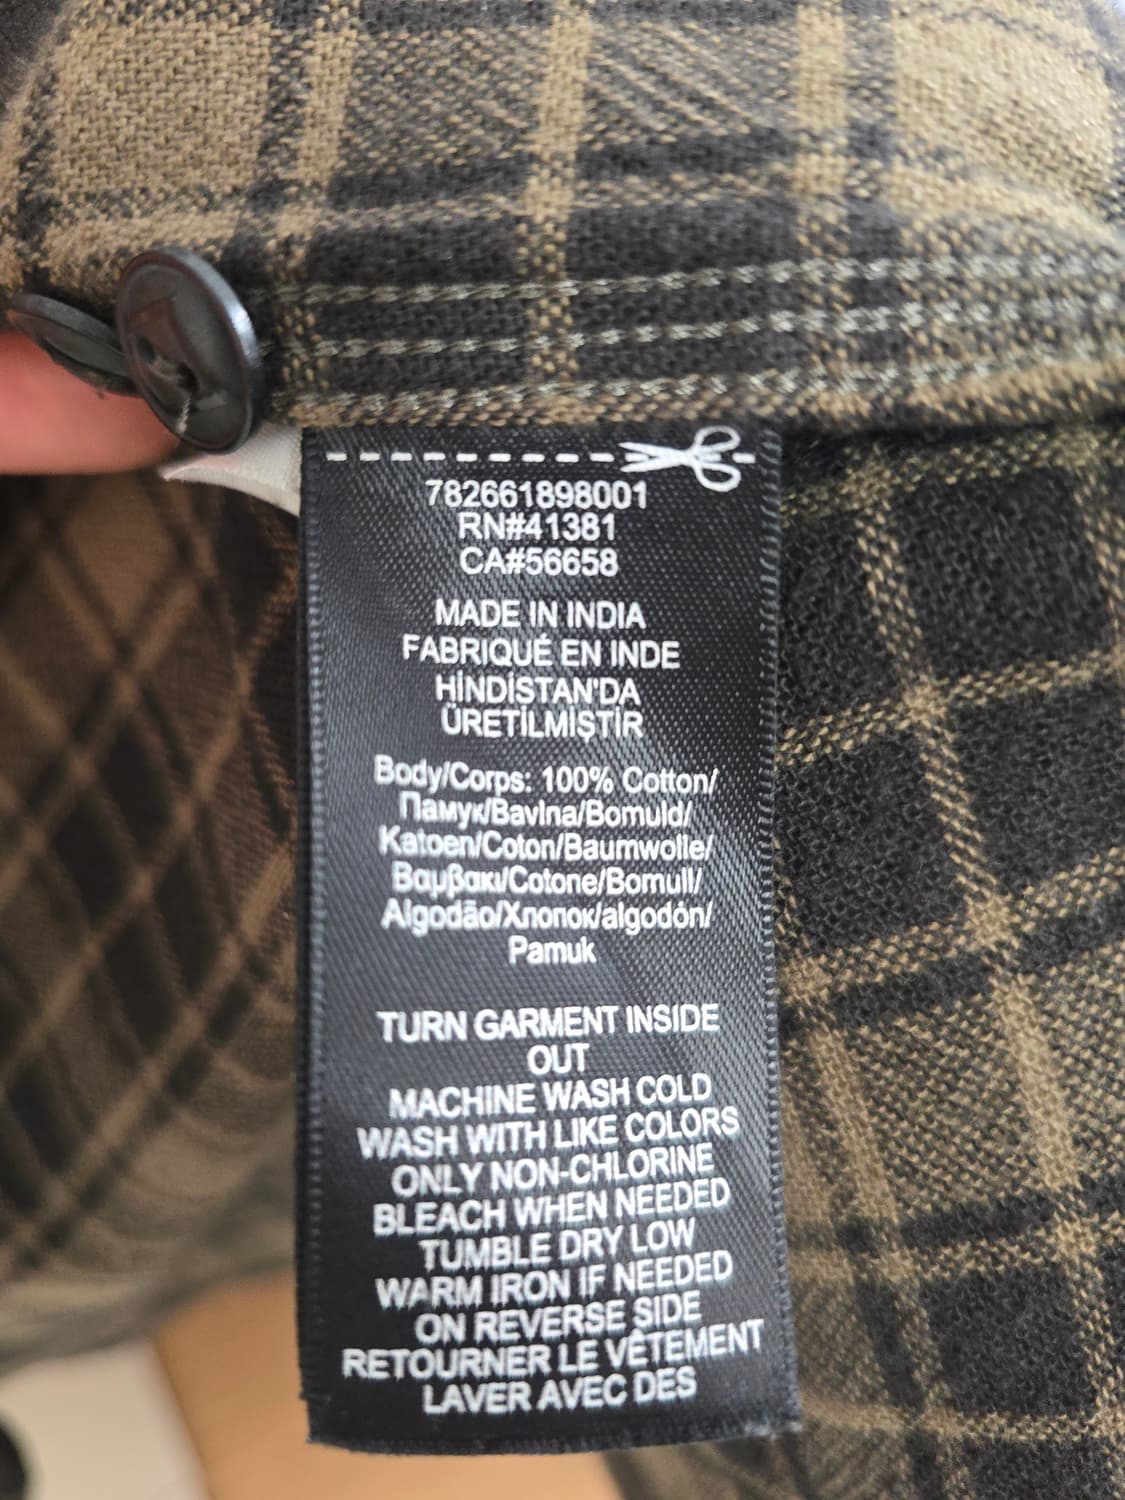 782661898001
RN#41381
CA#56658
MADE IN INDIA
FABRIQUÉ EN INDE
HİNDİSTAN'DA
ÜRETİLMİŞTİR
Body/Corps: 100% Cotton/
Памук/Bavlna/Bomuld/
Katoen/Coton/Baumwolle/
Βαμβακι/Cotone/Bomull/
Algodão/Хлопок/algodón/
Pamuk
TURN GARMENT INSIDE
OUT
MACHINE WASH COLD
WASH WITH LIKE COLORS
ONLY NON-CHLORINE
BLEACH WHEN NEEDED
TUMBLE DRY LOW
WARM IRON IF NEEDED
ON REVERSE SIDE
RETOURNER LE VÊTEMENT
LAVER AVEC DES